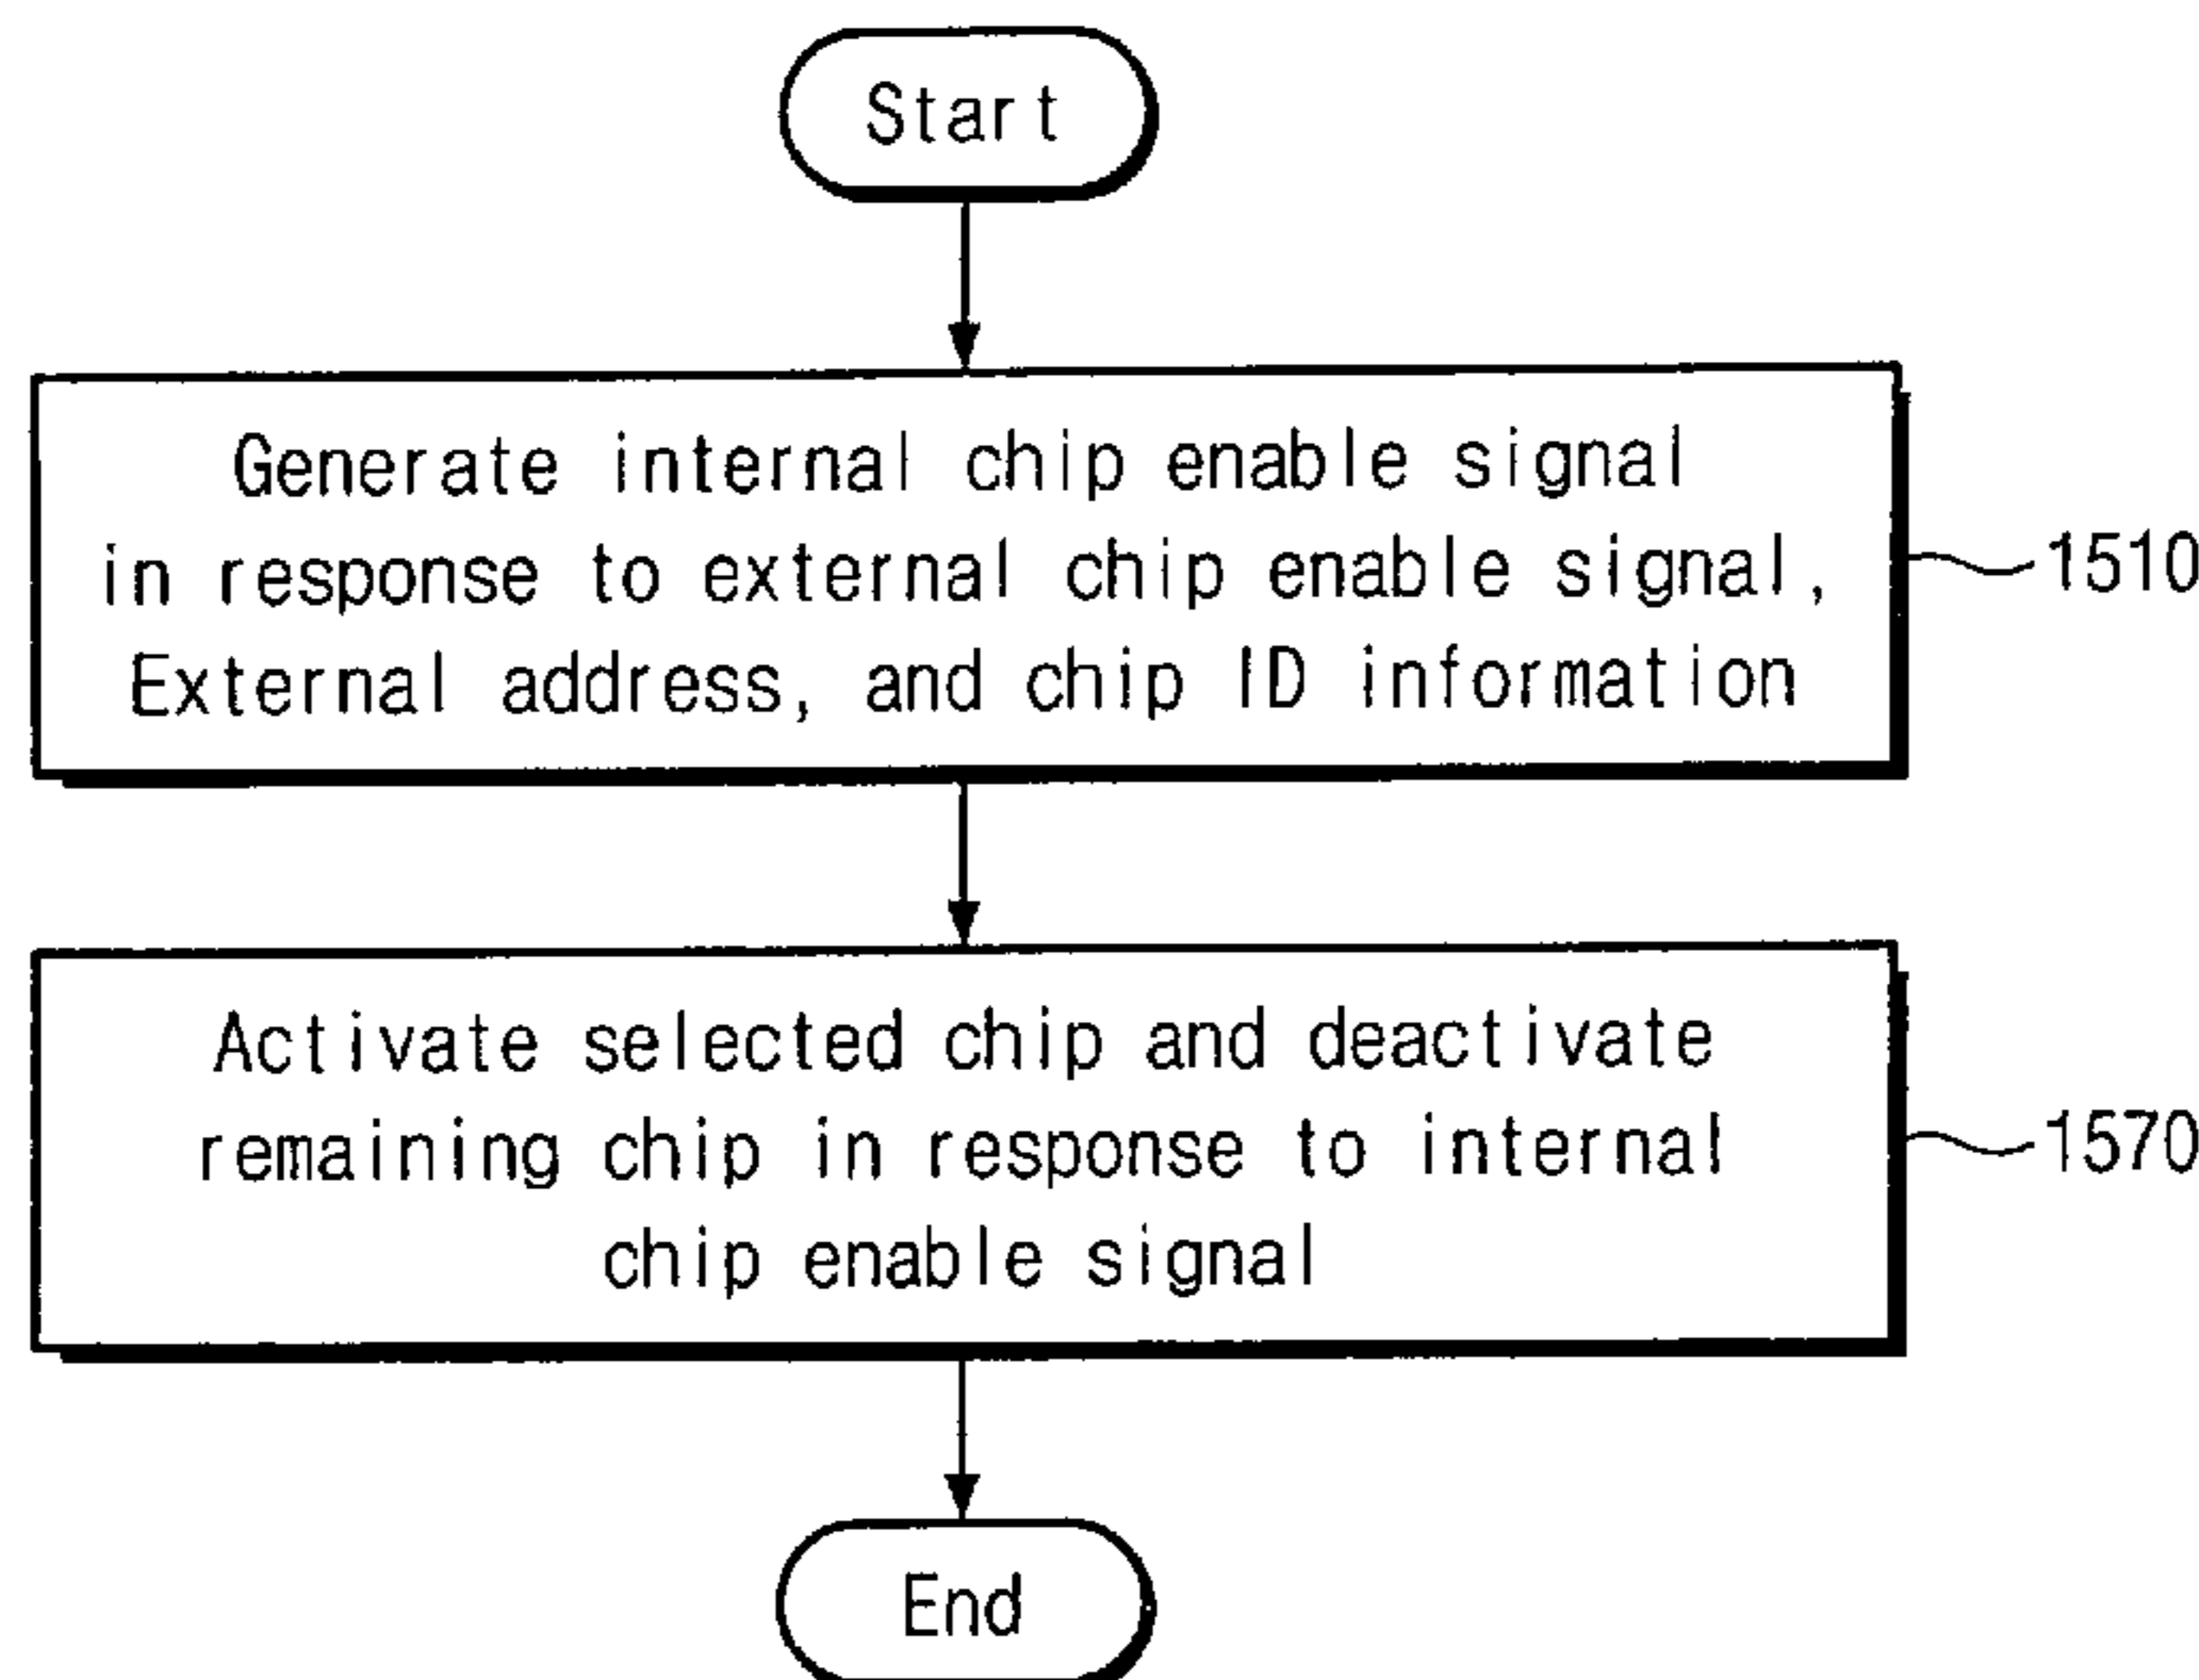 Start
Generate internal chip enable signal
in response to external chip enable signal,
External address, and chip ID information
1510
Activate selected chip and deactivate
remaining chip in response to internal
chip enable signal
1570
End